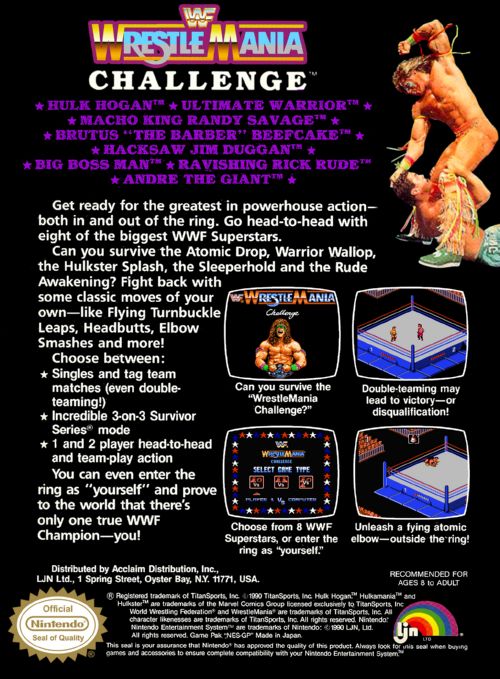 WF
WRESTLEMANIA
CHALLENGE™
★ HULK HOGAN™ ★ ULTIMATE WARRIOR™ ★
★ MACHO KING RANDY SAVAGE™ ★
★ BRUTUS "THE BARBER" BEEFCAKE™ ★
★ HACKSAW JIM DUGGAN™ ★
★ BIG BOSS MAN™ ★ RAVISHING RICK RUDE™
★ ANDRE THE GIANT™ ★
Get ready for the greatest in powerhouse action—
both in and out of the ring. Go head-to-head with
eight of the biggest WWF Superstars.
Can you survive the Atomic Drop, Warrior Wallop,
the Hulkster Splash, the Sleeperhold and the Rude
Awakening? Fight back with
some classic moves of your
own—like Flying Turnbuckle
Leaps, Headbutts, Elbow
Smashes and more!
Choose between:
★ Singles and tag team
matches (even double-
teaming!)
★ Incredible 3-on-3 Survivor
Series® mode
★ 1 and 2 player head-to-head
and team-play action
You can even enter the
ring as "yourself" and prove
to the world that there's
only one true WWF
Champion—you!
WRESTLEMANIA
Challenge
Can you survive the
"WrestleMania
Challenge?"
Double-teaming may
lead to victory—or
disqualification!
WRESTLEMANIA
CHALLENGE
SELECT GAME TYPE
PLAYER 1 VS COMPUTER
Choose from 8 WWF
Superstars, or enter the
ring as "yourself."
Unleash a fying atomic
elbow—outside the ring!
Distributed by Acclaim Distribution, Inc.,
LJN Ltd., 1 Spring Street, Oyster Bay, N.Y. 11771, USA.
RECOMMENDED FOR
AGES 8 to ADULT
® Registered trademark of TitanSports, Inc. ©1990 TitanSports, Inc. Hulk Hogan,™ Hulkamania™ and
Hulkster™ are trademarks of the Marvel Comics Group licensed exclusively to TitanSports, Inc
World Wrestling Federation® and WrestleMania® are trademarks of TitanSports, Inc. All
character likenesses are trademarks of TitanSports, Inc. All rights reserved. Nintendo®
Nintendo Entertainment System™ are trademarks of Nintendo: ©1990 LJN, Ltd.
All rights reserved. Game Pak "(NES-GP)" Made in Japan.
This seal is your assurance that Nintendo® has approved the quality of this product. Always look for this seal when buying
games and accessories to ensure complete compatibility with your Nintendo Entertainment System.™
Official
Nintendo®
Seal of Quality
ljn
LTD